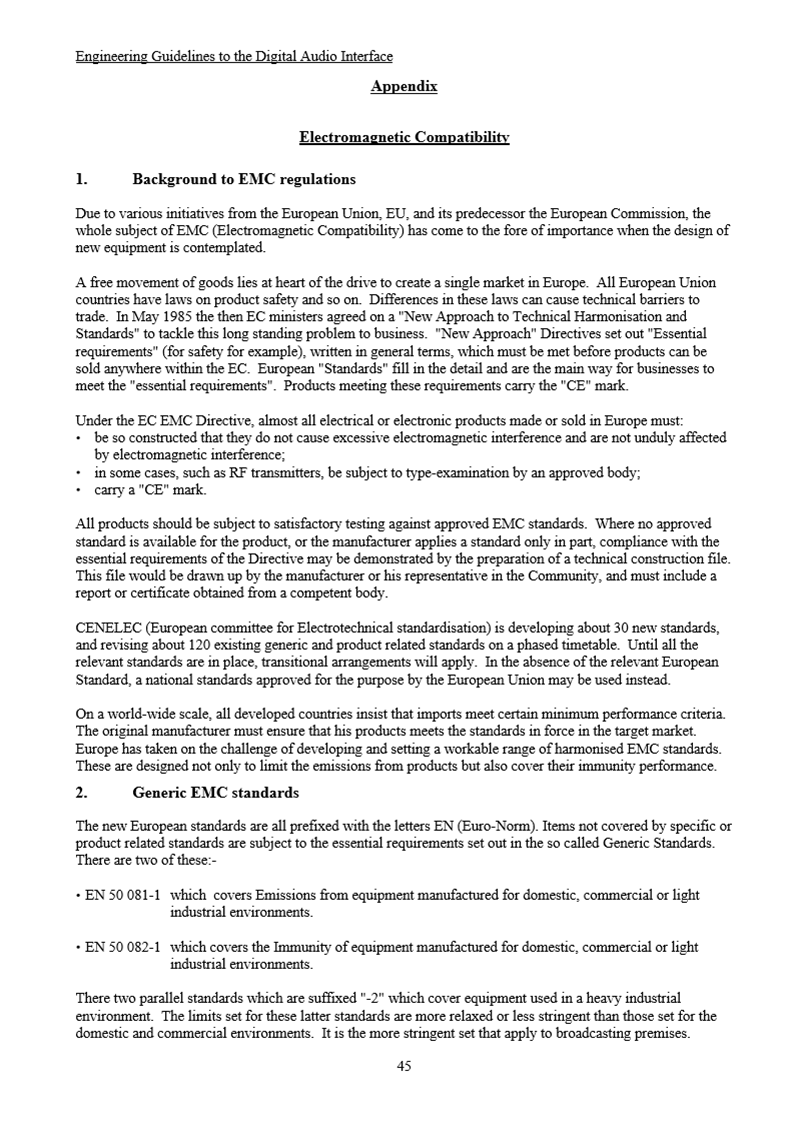 Engineering Guidelines to the Digital Audio Interface
Appendix
Electromagnetic Compatibility
1. Background to EMC regulations
Due to various initiatives from the European Union, EU, and its predecessor the European Commission, the
whole subject of EMC (Electromagnetic Compatibility) has come to the fore of importance when the design of
new equipment is contemplated.
A free movement of goods lies at heart of the drive to create a single market in Europe. All European Union
countries have laws on product safety and so on. Differences in these laws can cause technical barriers to
trade. In May 1985 the then EC ministers agreed on a "New Approach to Technical Harmonisation and
Standards" to tackle this long standing problem to business. "New Approach" Directives set out "Essential
requirements" (for safety for example), written in general terms, which must be met before products can be
sold anywhere within the EC. European "Standards" fill in the detail and are the main way for businesses to
meet the "essential requirements". Products meeting these requirements carry the "CE" mark.
Under the EC EMC Directive, almost all electrical or electronic products made or sold in Europe must:
• be so constructed that they do not cause excessive electromagnetic interference and are not unduly affected
by electromagnetic interference;
• in some cases, such as RF transmitters, be subject to type-examination by an approved body;
• carry a "CE" mark.
All products should be subject to satisfactory testing against approved EMC standards. Where no approved
standard is available for the product, or the manufacturer applies a standard only in part, compliance with the
essential requirements of the Directive may be demonstrated by the preparation of a technical construction file.
This file would be drawn up by the manufacturer or his representative in the Community, and must include a
report or certificate obtained from a competent body.
CENELEC (European committee for Electrotechnical standardisation) is developing about 30 new standards,
and revising about 120 existing generic and product related standards on a phased timetable. Until all the
relevant standards are in place, transitional arrangements will apply. In the absence of the relevant European
Standard, a national standards approved for the purpose by the European Union may be used instead.
On a world-wide scale, all developed countries insist that imports meet certain minimum performance criteria.
The original manufacturer must ensure that his products meets the standards in force in the target market.
Europe has taken on the challenge of developing and setting a workable range of harmonised EMC standards.
These are designed not only to limit the emissions from products but also cover their immunity performance.
2. Generic EMC standards
The new European standards are all prefixed with the letters EN (Euro-Norm). Items not covered by specific or
product related standards are subject to the essential requirements set out in the so called Generic Standards.
There are two of these:-
• EN 50 081-1 which covers Emissions from equipment manufactured for domestic, commercial or light
industrial environments.
• EN 50 082-1 which covers the Immunity of equipment manufactured for domestic, commercial or light
industrial environments.
There two parallel standards which are suffixed "-2" which cover equipment used in a heavy industrial
environment. The limits set for these latter standards are more relaxed or less stringent than those set for the
domestic and commercial environments. It is the more stringent set that apply to broadcasting premises.
45